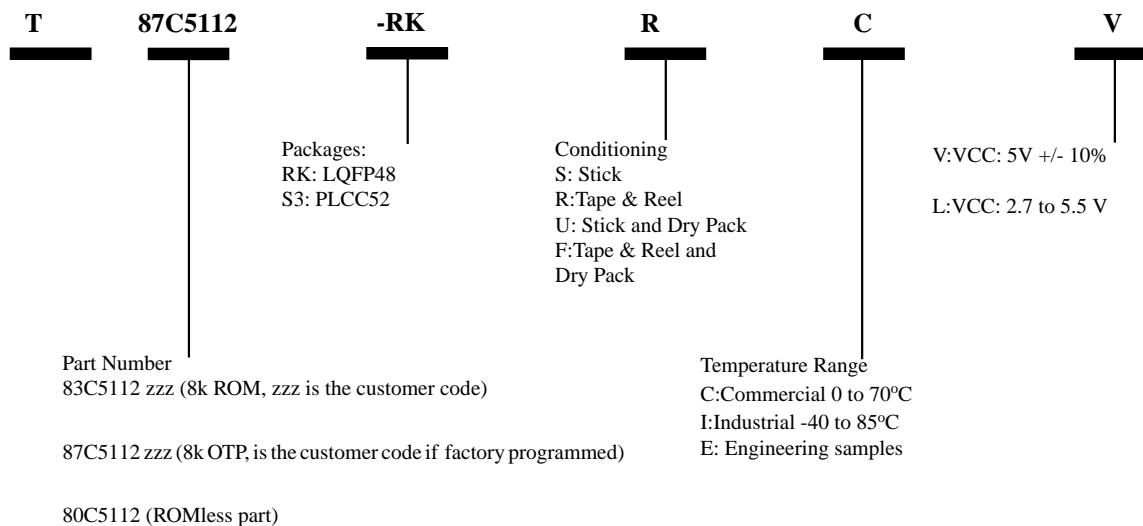 T 87C5112 -RK R C V
Packages:
RK: LQFP48
S3: PLCC52
Conditioning
S: Stick
R:Tape & Reel
U: Stick and Dry Pack
F:Tape & Reel and
Dry Pack
V:VCC: 5V +/- 10%
L:VCC: 2.7 to 5.5 V
Part Number
83C5112 zzz (8k ROM, zzz is the customer code)
87C5112 zzz (8k OTP, is the customer code if factory programmed)
80C5112 (ROMless part)
Temperature Range
C:Commercial 0 to 70°C
I:Industrial -40 to 85°C
E: Engineering samples